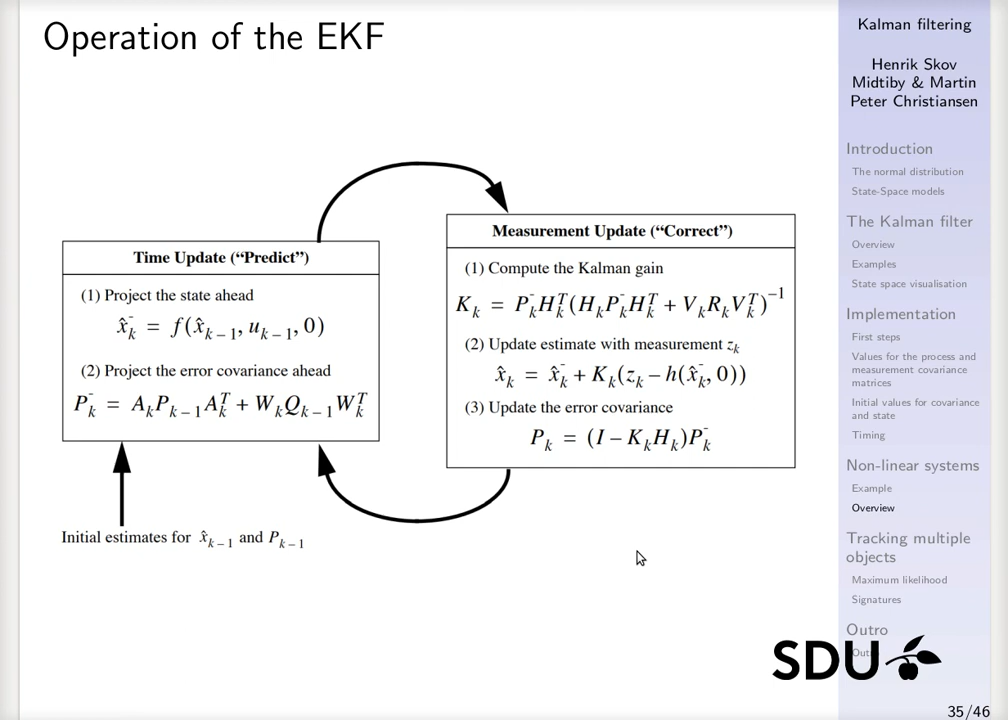 Operation of the EKF
Time Update (“Predict”)
(1) Project the state ahead
x̂ₖ⁻ = f(x̂ₖ₋₁, uₖ₋₁, 0)
(2) Project the error covariance ahead
Pₖ⁻ = AₖPₖ₋₁Aₖᵀ + WₖQₖ₋₁Wₖᵀ
Initial estimates for x̂ₖ₋₁ and Pₖ₋₁
Measurement Update (“Correct”)
(1) Compute the Kalman gain
Kₖ = Pₖ⁻Hₖᵀ(HₖPₖ⁻Hₖᵀ + VₖRₖVₖᵀ)⁻¹
(2) Update estimate with measurement zₖ
x̂ₖ = x̂ₖ⁻ + Kₖ(zₖ – h(x̂ₖ⁻, 0))
(3) Update the error covariance
Pₖ = (I – KₖHₖ)Pₖ⁻
Kalman filtering
Henrik Skov
Midtiby & Martin
Peter Christiansen
Introduction
The normal distribution
State-Space models
The Kalman filter
Overview
Examples
State space visualisation
Implementation
First steps
Values for the process and
measurement covariance
matrices
Initial values for covariance
and state
Timing
Non-linear systems
Example
Overview
Tracking multiple
objects
Maximum likelihood
Signatures
Outro
SDU
35/46